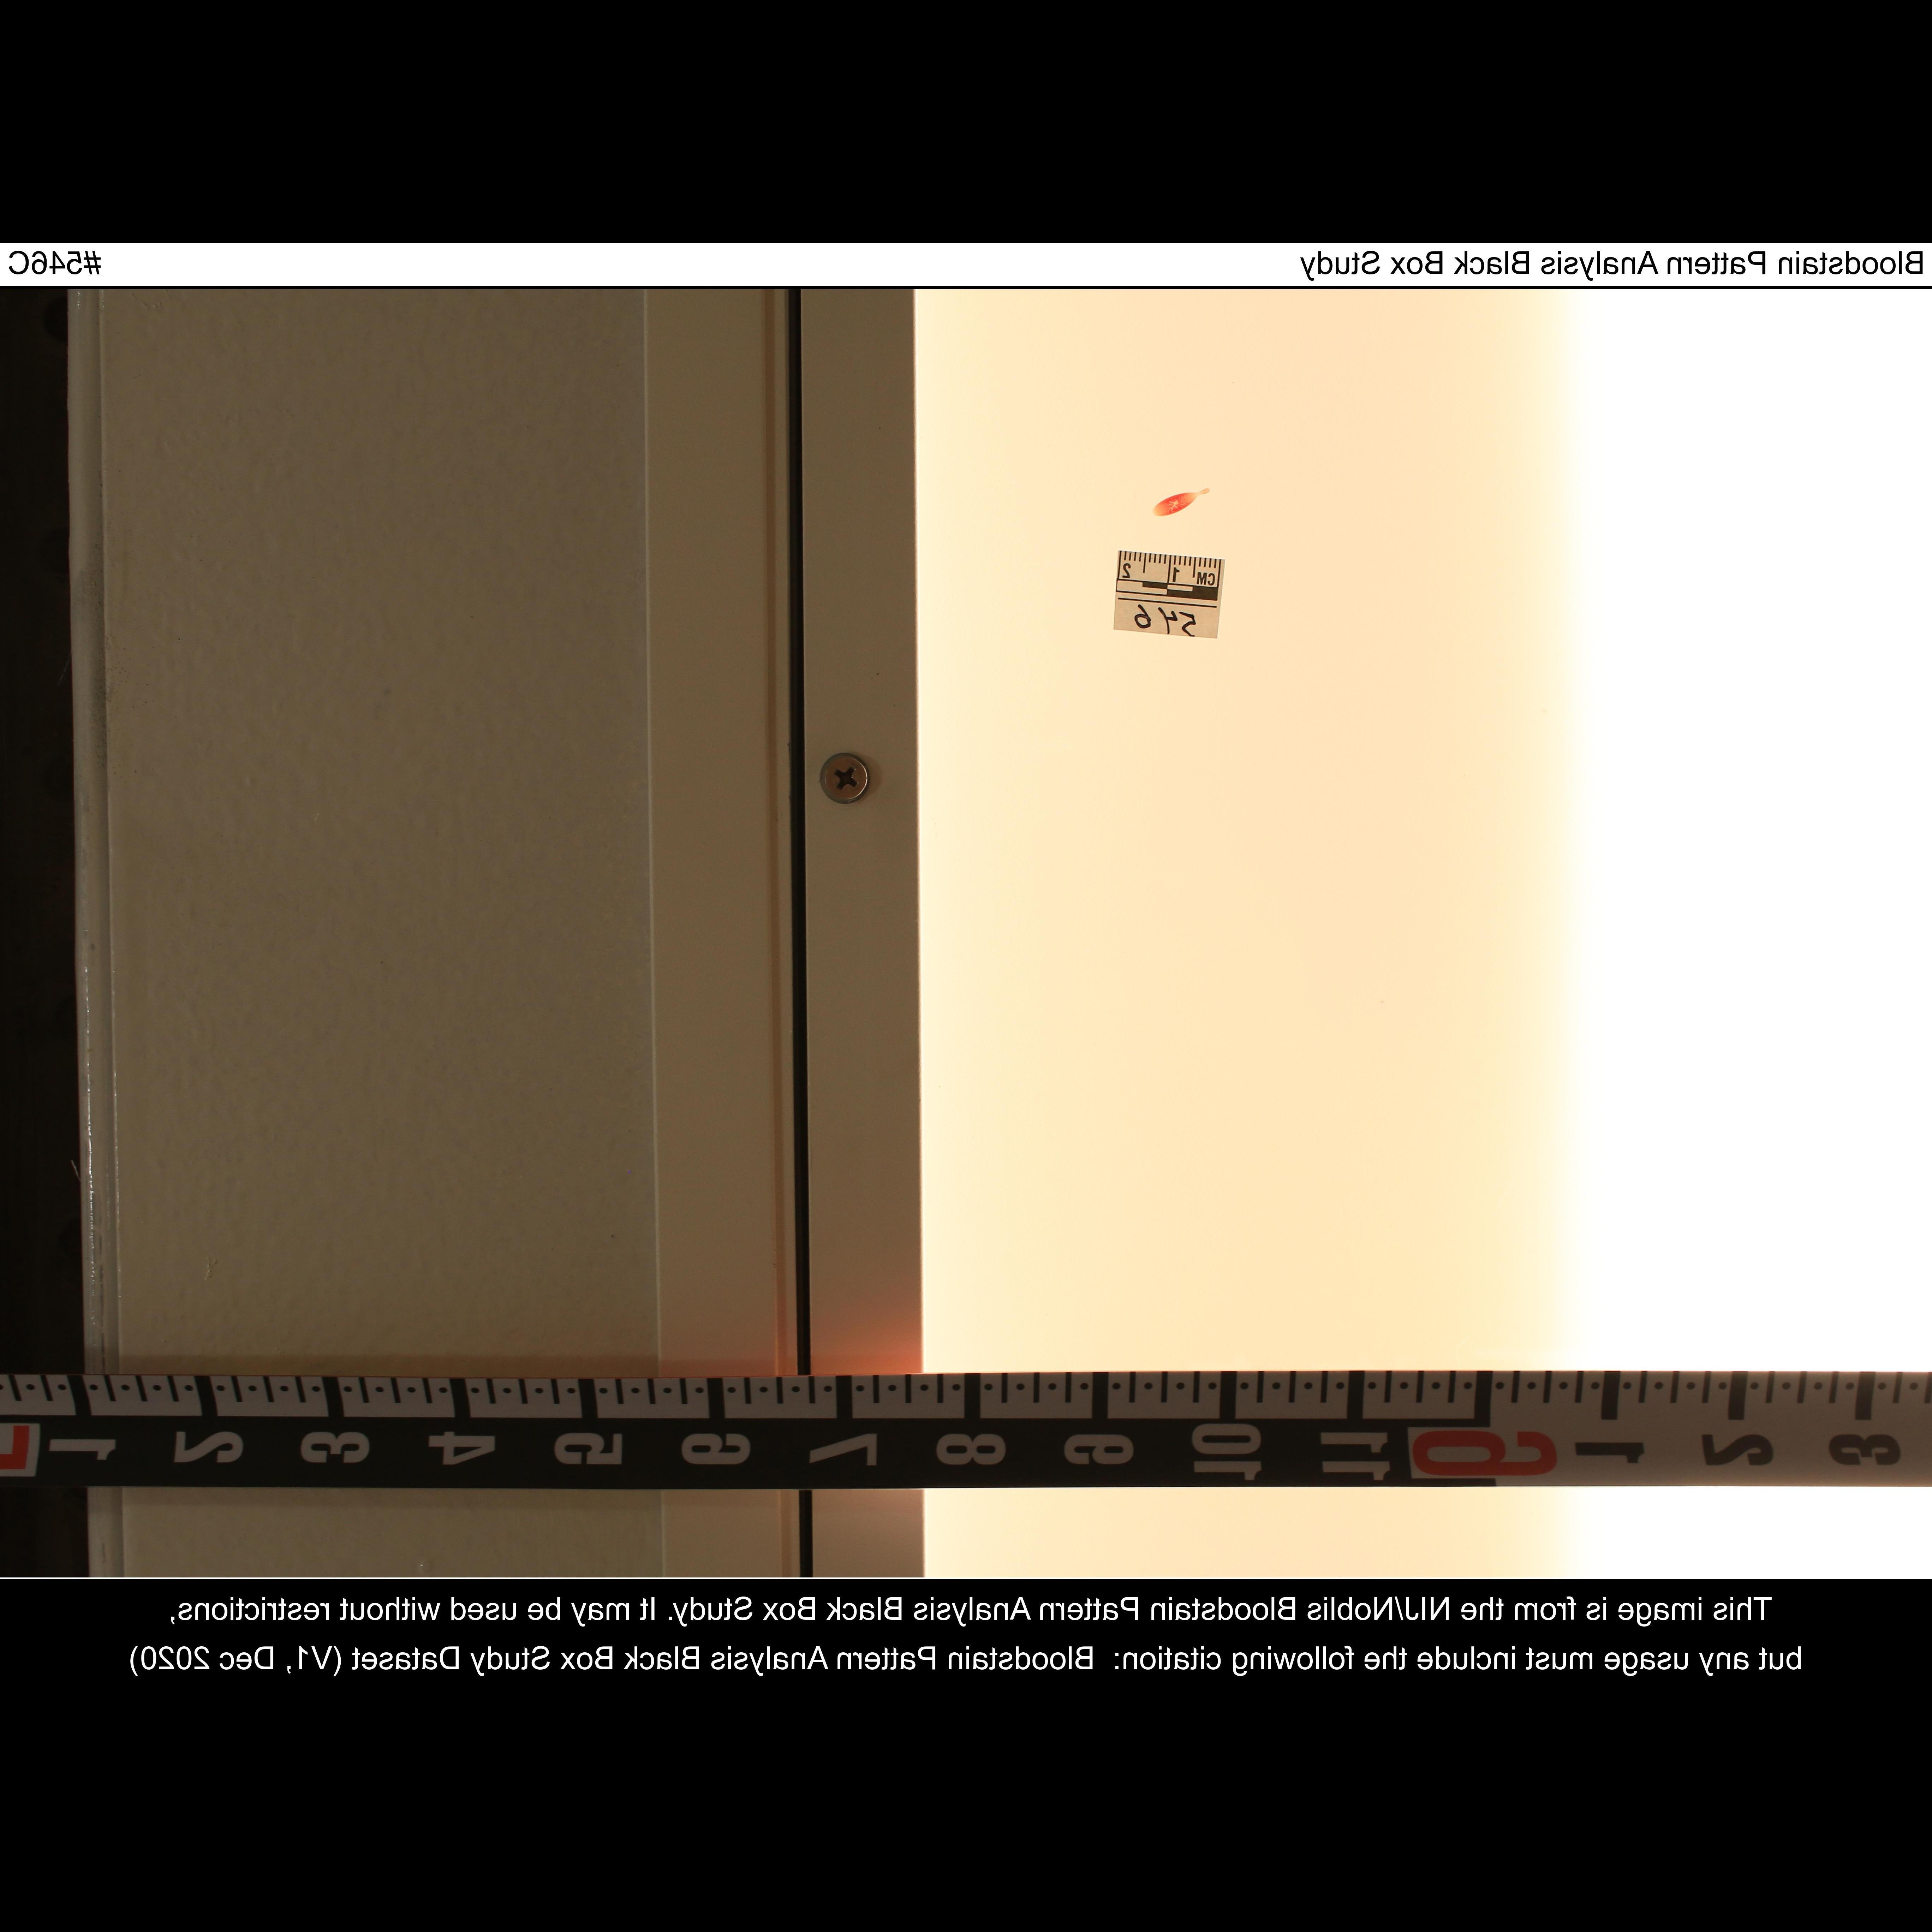 Bloodstain Pattern Analysis Black Box Study
#546C
CM 1 2
546
1 2 3 4 5 6 7 8 9 10 11 9 1 2 3
This image is from the NIJ/Noblis Bloodstain Pattern Analysis Black Box Study. It may be used without restrictions,
but any usage must include the following citation: Bloodstain Pattern Analysis Black Box Study Dataset (V1, Dec 2020)